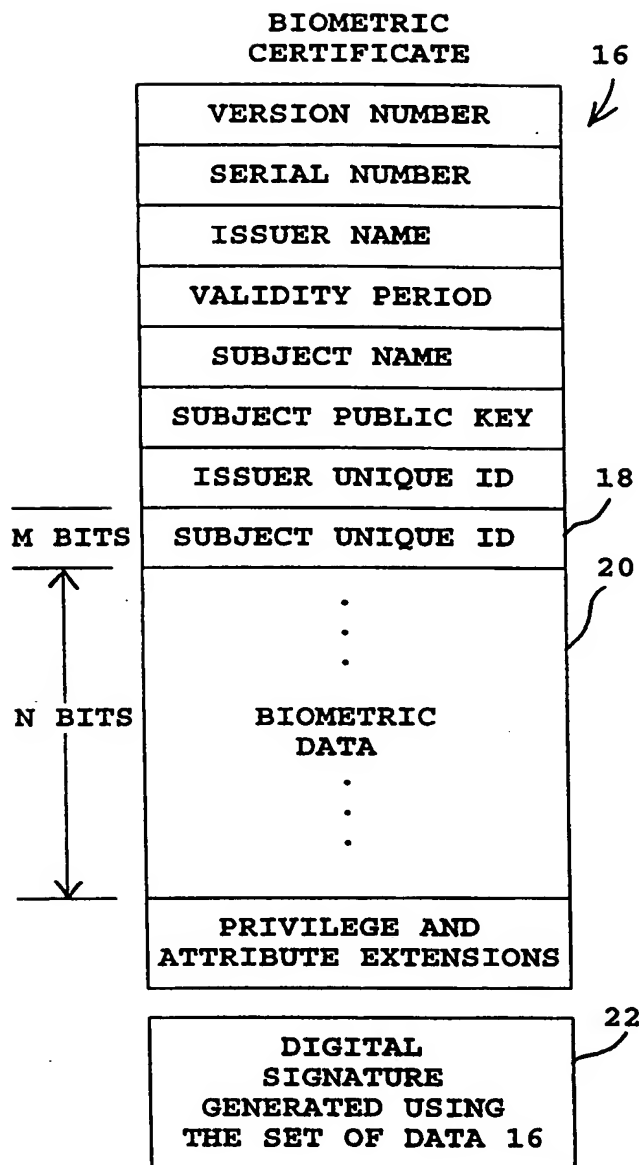 BIOMETRIC
CERTIFICATE
16
VERSION NUMBER
SERIAL NUMBER
ISSUER NAME
VALIDITY PERIOD
SUBJECT NAME
SUBJECT PUBLIC KEY
ISSUER UNIQUE ID
18
M BITS
SUBJECT UNIQUE ID
20
N BITS
BIOMETRIC
DATA
PRIVILEGE AND
ATTRIBUTE EXTENSIONS
22
DIGITAL
SIGNATURE
GENERATED USING
THE SET OF DATA 16